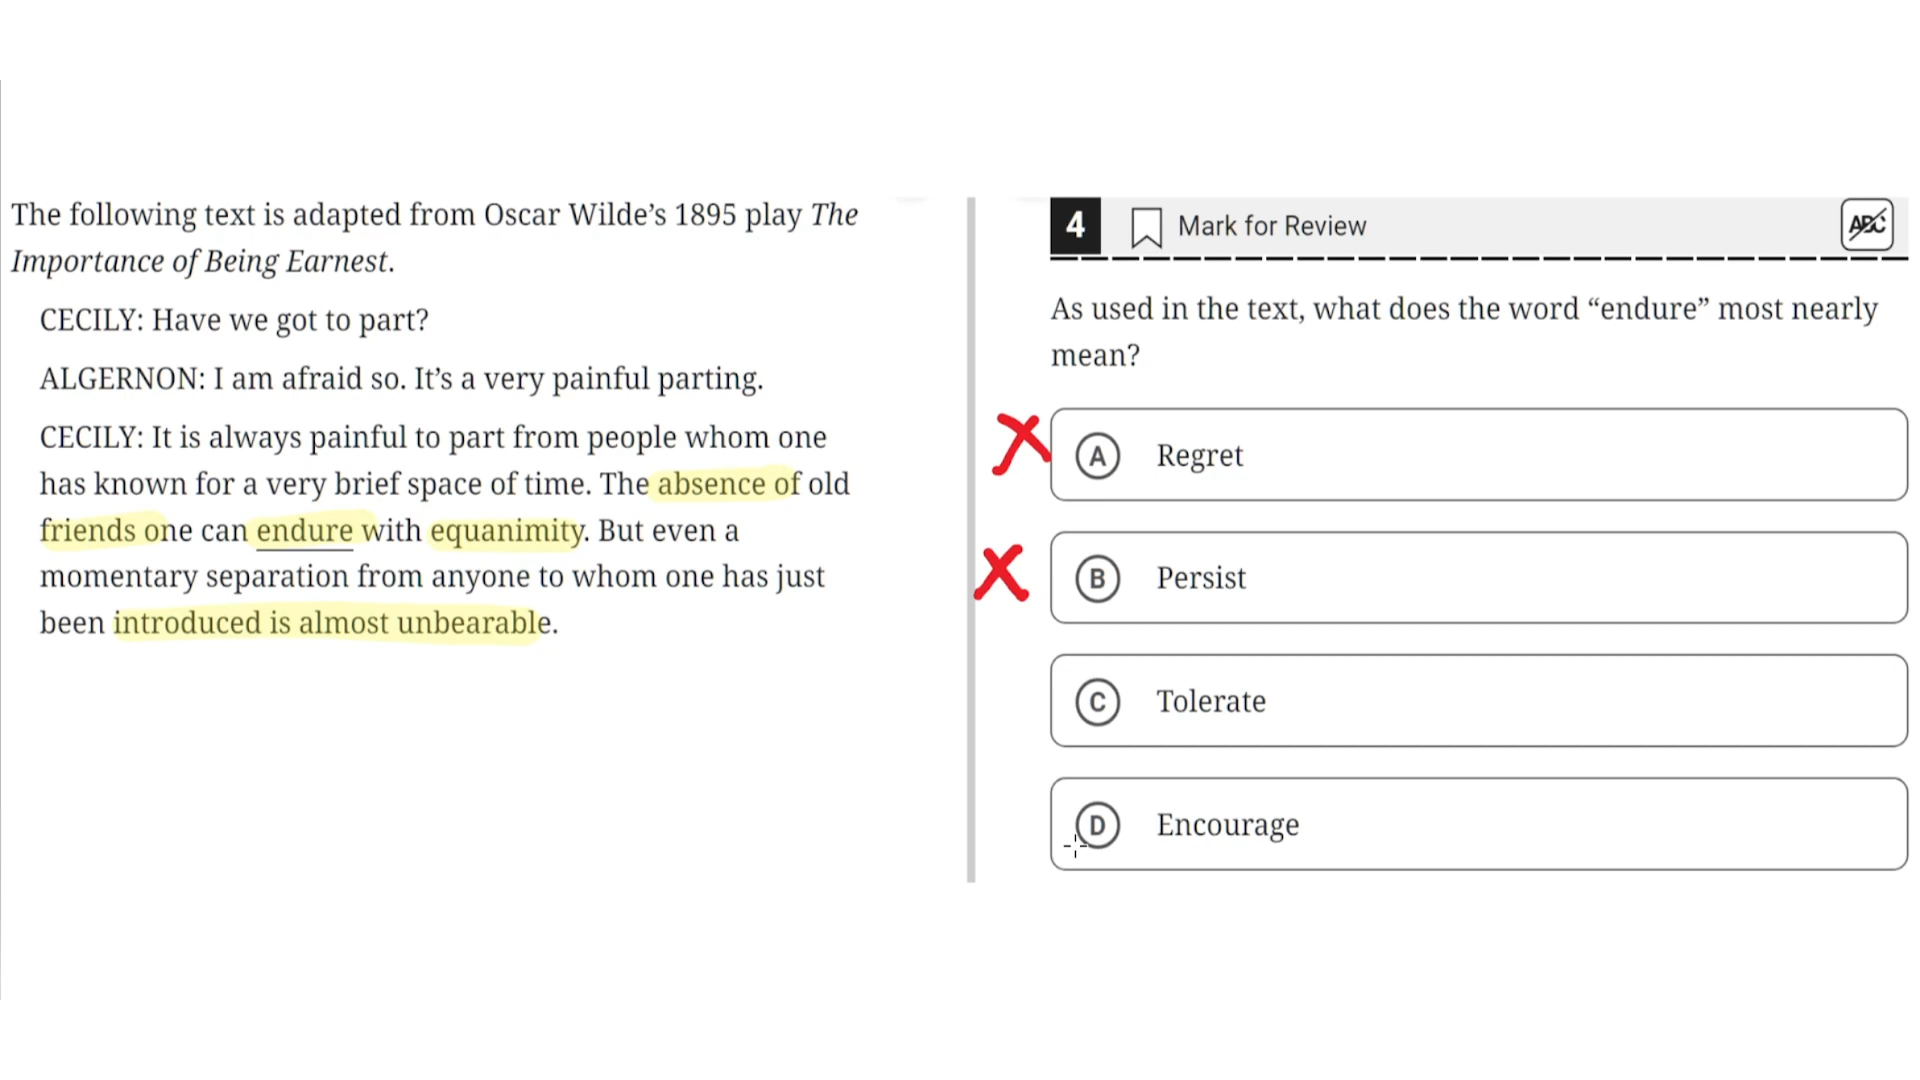 The following text is adapted from Oscar Wilde’s 1895 play The
Importance of Being Earnest.
CECILY: Have we got to part?
ALGERNON: I am afraid so. It’s a very painful parting.
CECILY: It is always painful to part from people whom one
has known for a very brief space of time. The absence of old
friends one can endure with equanimity. But even a
momentary separation from anyone to whom one has just
been introduced is almost unbearable.
4 Mark for Review ABC
As used in the text, what does the word “endure” most nearly
mean?
A Regret
B Persist
C Tolerate
D Encourage